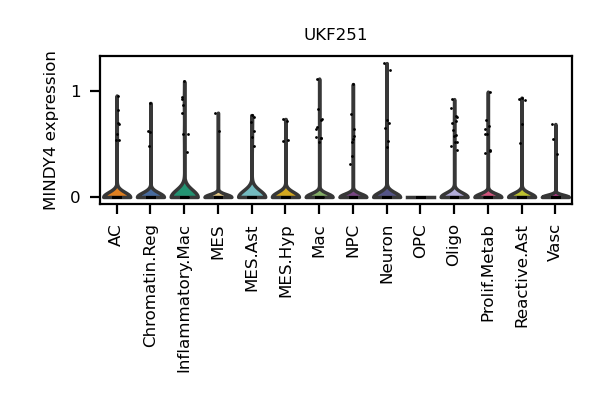 UKF251
MINDY4 expression
1
0
AC
Chromatin.Reg
Inflammatory.Mac
MES
MES.Ast
MES.Hyp
Mac
NPC
Neuron
OPC
Oligo
Prolif.Metab
Reactive.Ast
Vasc